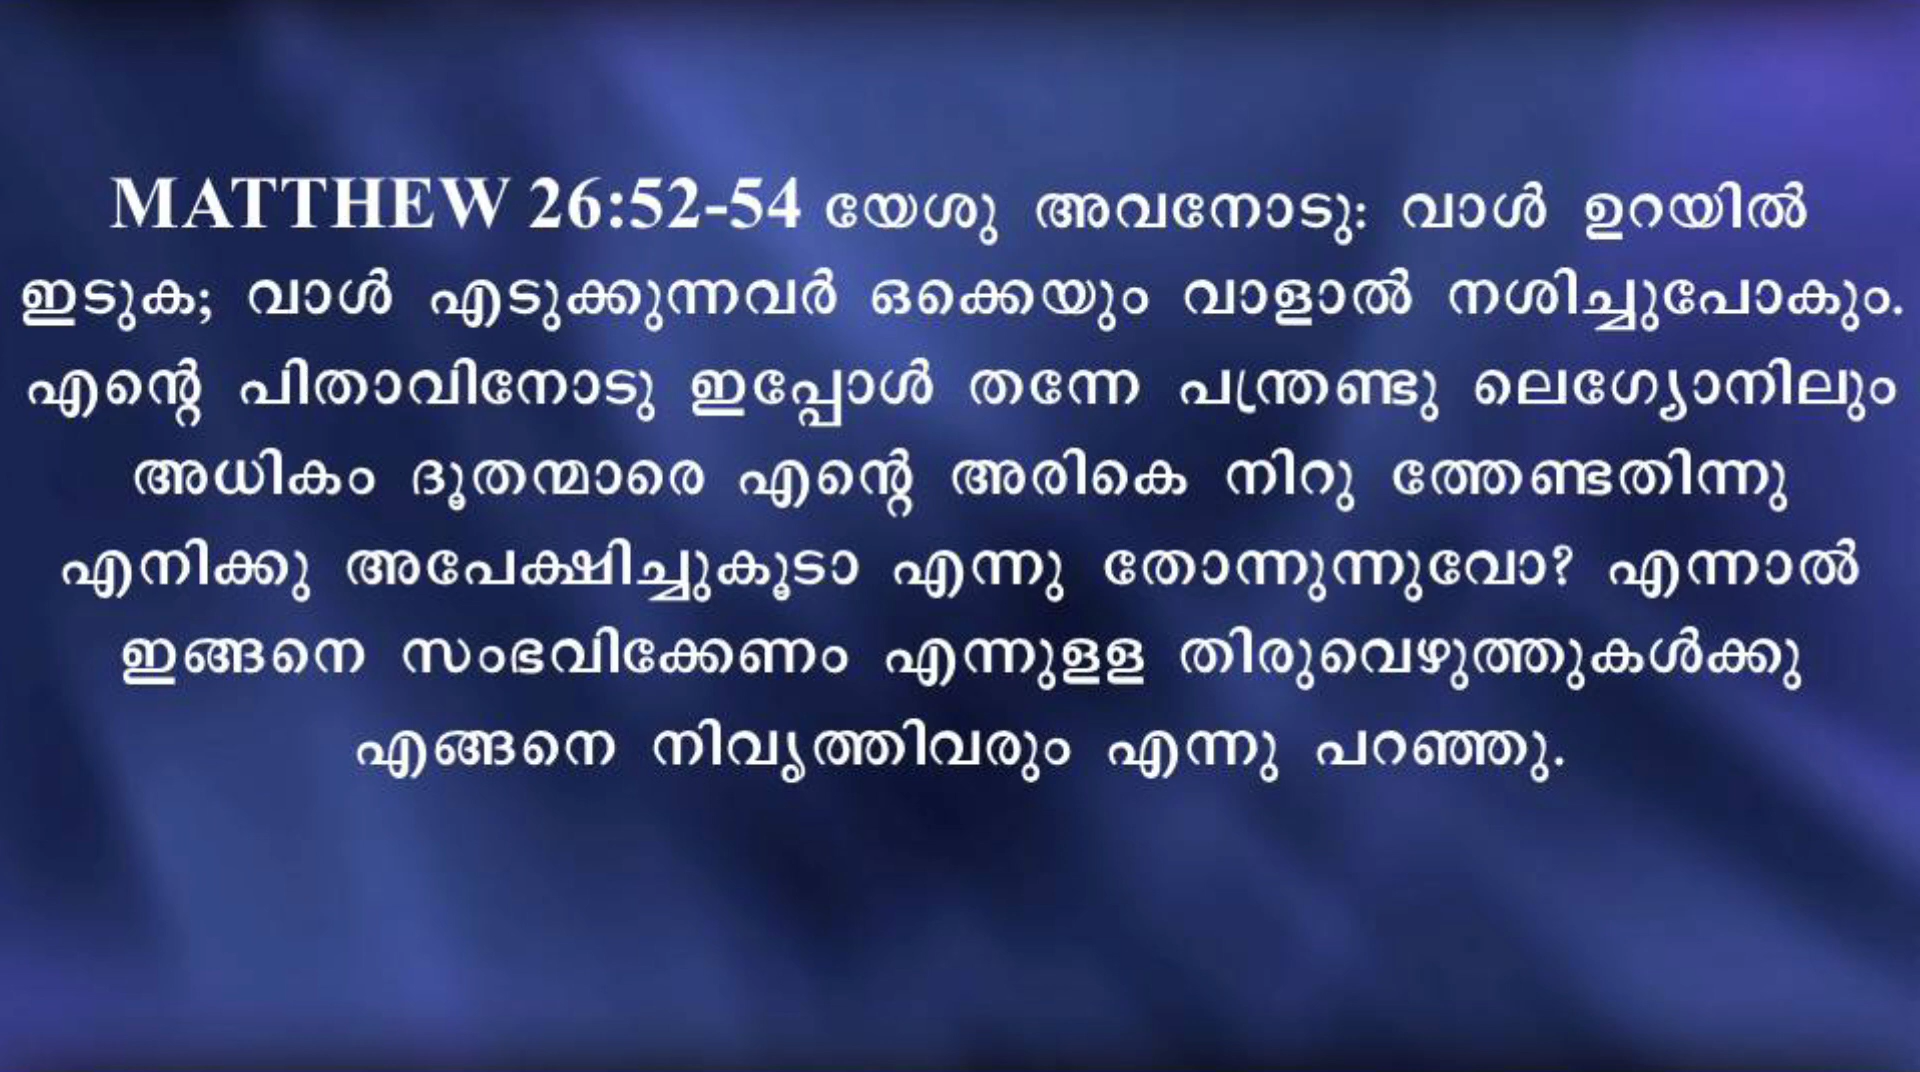 MATTHEW 26:52-54 യേശു അവനോടു: വാൾ ഉറയിൽ
ഇടുക; വാൾ എടുക്കുന്നവർ ഒക്കെയും വാളാൽ നശിച്ചുപോകും.
എന്റെ പിതാവിനോടു ഇപ്പോൾ തന്നേ പന്ത്രണ്ടു ലെഗ്യോനിലും
അധികം ദൂതന്മാരെ എന്റെ അരികെ നിറു ത്തേണ്ടതിന്നു
എനിക്കു അപേക്ഷിച്ചുകൂടാ എന്നു തോന്നുന്നുവോ? എന്നാൽ
ഇങ്ങനെ സംഭവിക്കേണം എന്നുളള തിരുവെഴുത്തുകൾക്കു
എങ്ങനെ നിവൃത്തിവരും എന്നു പറഞ്ഞു.